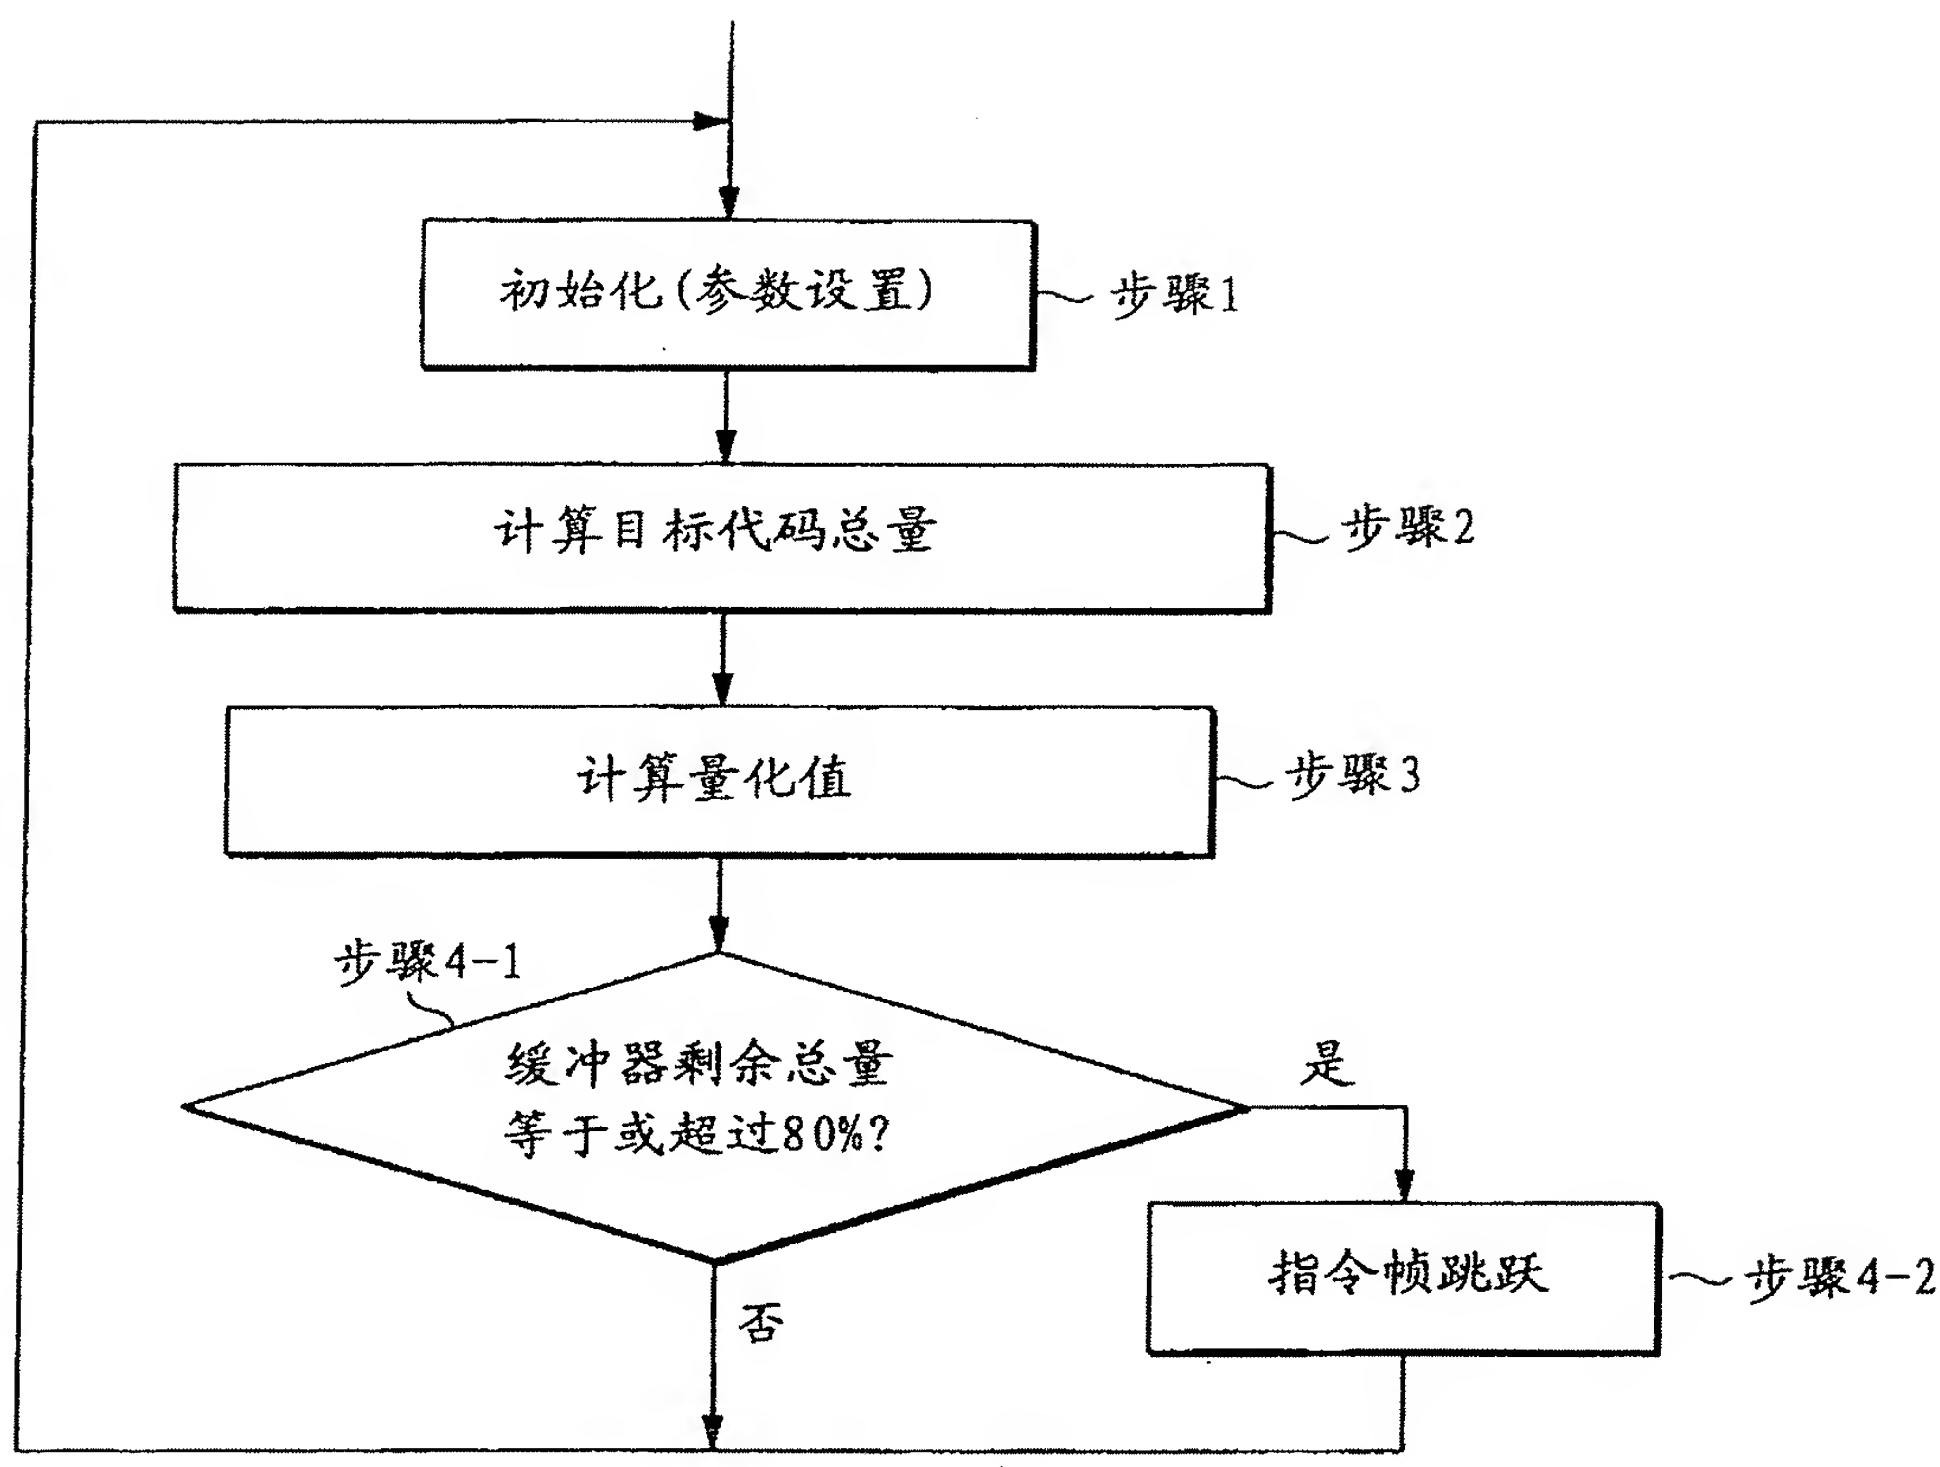 初始化(参数设置)
步骤1
计算目标代码总量
步骤2
计算量化值
步骤3
步骤4-1
缓冲器剩余总量
等于或超过80%?
是
指令帧跳跃
步骤4-2
否